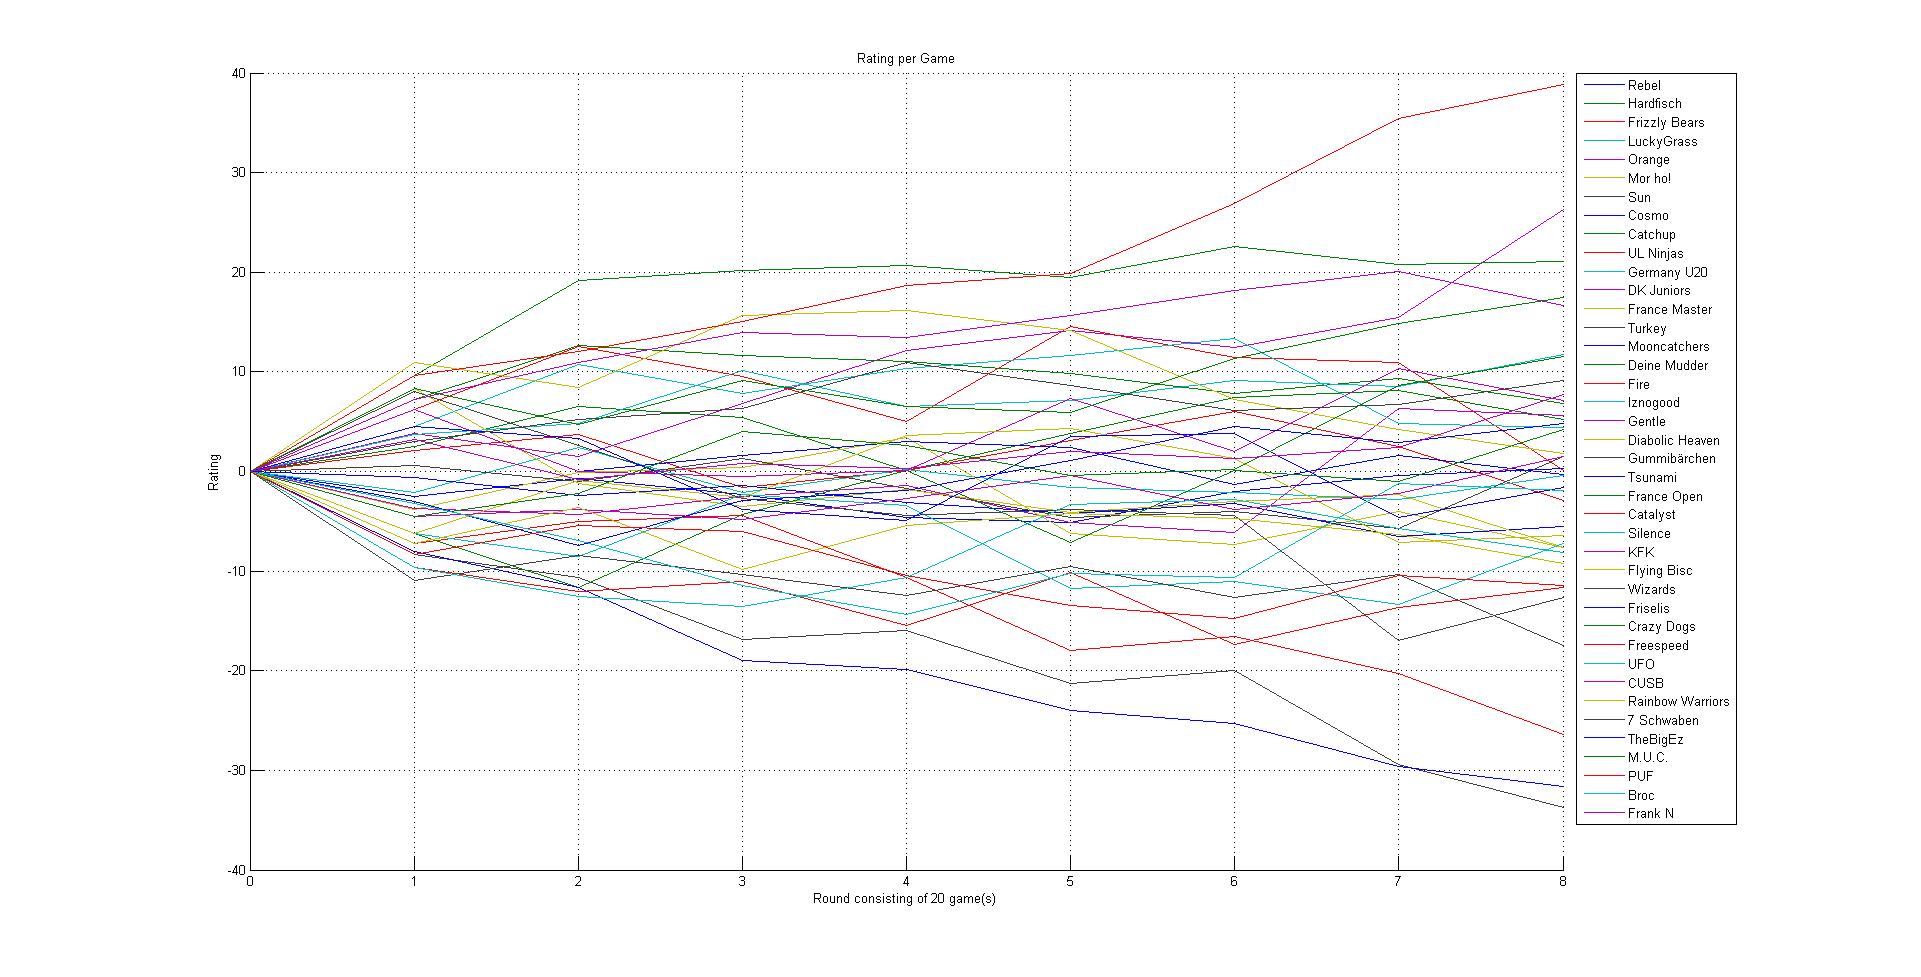 Rating per Game
40
30
20
10
0
-10
-20
-30
-40
Rating
0 1 2 3 4 5 6 7 8
Round consisting of 20 game(s)
Rebel
Hardfisch
Frizzly Bears
LuckyGrass
Orange
Mor ho!
Sun
Cosmo
Catchup
UL Ninjas
Germany U20
DK Juniors
France Master
Turkey
Mooncatchers
Deine Mudder
Fire
Iznogood
Gentle
Diabolic Heaven
Gummibärchen
Tsunami
France Open
Catalyst
Silence
KFK
Flying Bisc
Wizards
Friselis
Crazy Dogs
Freespeed
UFO
CUSB
Rainbow Warriors
7 Schwaben
TheBigEz
M.U.C.
PUF
Broc
Frank N